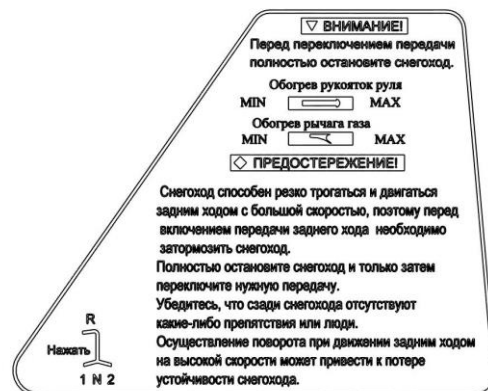 ▽ ВНИМАНИЕ!
Перед переключением передачи
полностью остановите снегоход.
Обогрев рукояток руля
MIN MAX
Обогрев рычага газа
MIN MAX
◇ ПРЕДОСТЕРЕЖЕНИЕ!
Снегоход способен резко трогаться и двигаться
задним ходом с большой скоростью, поэтому перед
включением передачи заднего хода необходимо
затормозить снегоход.
Полностью остановите снегоход и только затем
переключите нужную передачу.
Убедитесь, что сзади снегохода отсутствуют
какие-либо препятствия или люди.
Осуществление поворота при движении задним ходом
на высокой скорости может привести к потере
устойчивости снегохода.
R
Нажать
1 N 2